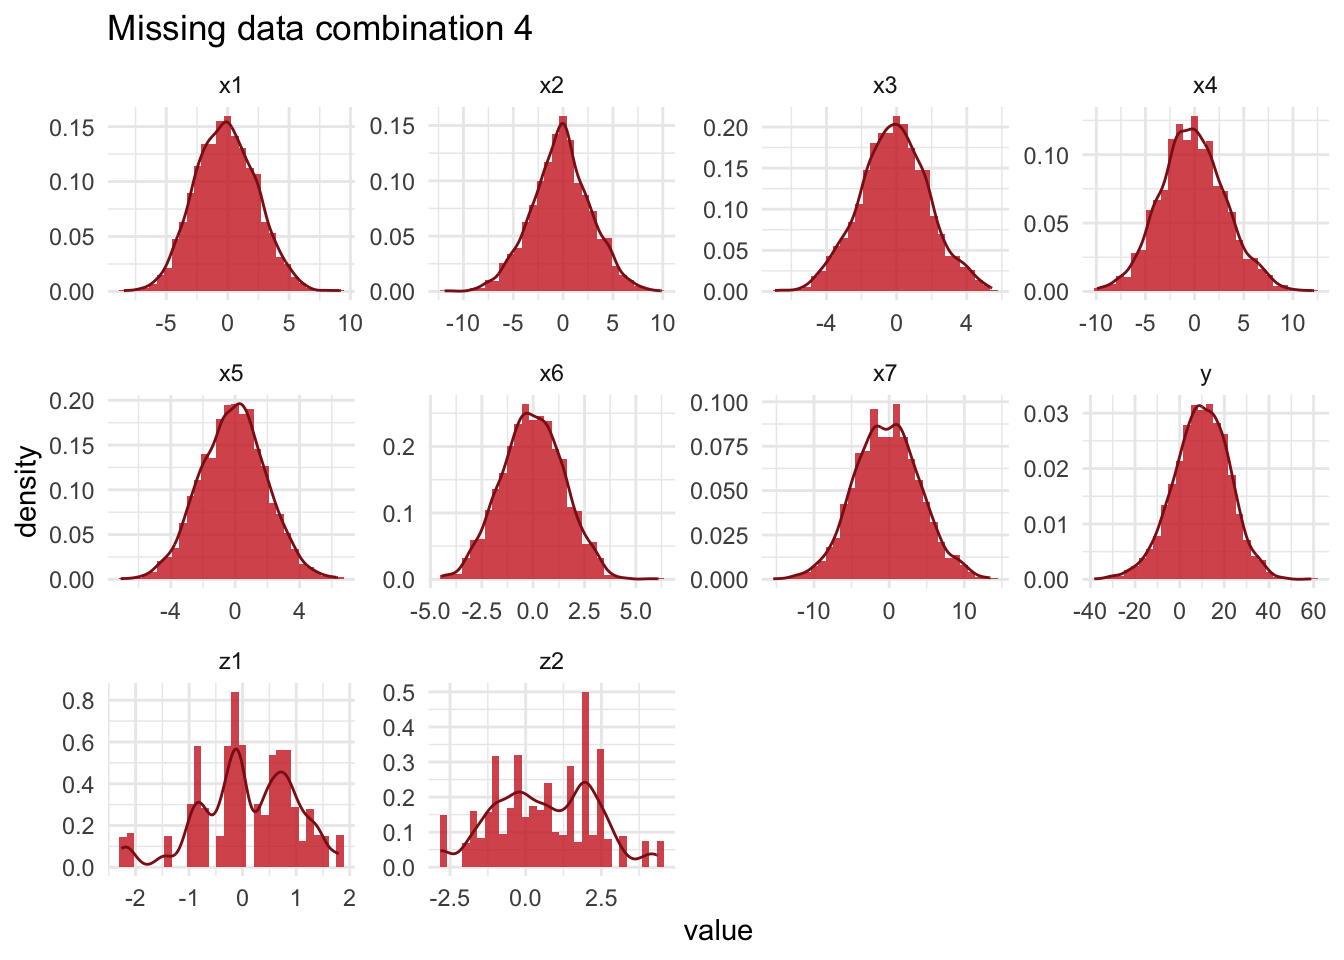 Missing data combination 4
x1
x2
x3
x4
0.15
0.10
0.05
0.00
-5 0 5 10
0.15
0.10
0.05
0.00
-10 -5 0 5 10
0.20
0.15
0.10
0.05
0.00
-4 0 4
0.10
0.05
0.00
-10 -5 0 5 10
x5
x6
x7
y
0.20
0.15
0.10
0.05
0.00
-4 0 4
0.2
0.1
0.0
-5.0 -2.5 0.0 2.5 5.0
0.100
0.075
0.050
0.025
0.000
-10 0 10
0.03
0.02
0.01
0.00
-40 -20 0 20 40 60
density
z1
z2
0.8
0.6
0.4
0.2
0.0
-2 -1 0 1 2
0.5
0.4
0.3
0.2
0.1
0.0
-2.5 0.0 2.5
value